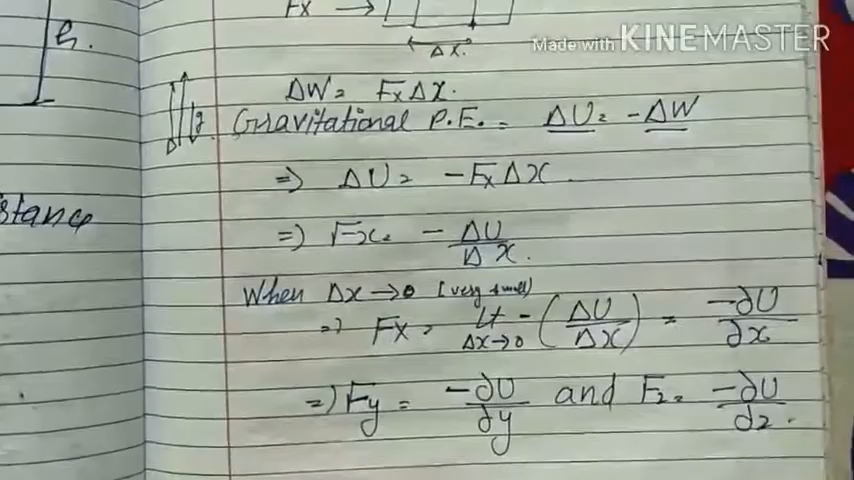 Fx →
Δx.
Made with KINEMASTER
ΔW = FxΔx.
Gravitational P.E. = ΔU = -ΔW
⇒ ΔU = -FxΔx.
stance
⇒ Fx = - ΔU/Δx.
When Δx → 0 [very small]
⇒ Fx = Lt Δx→0 - (ΔU/Δx) = -∂U/∂x
⇒ Fy = -∂U/∂y and Fz = -∂U/∂z.